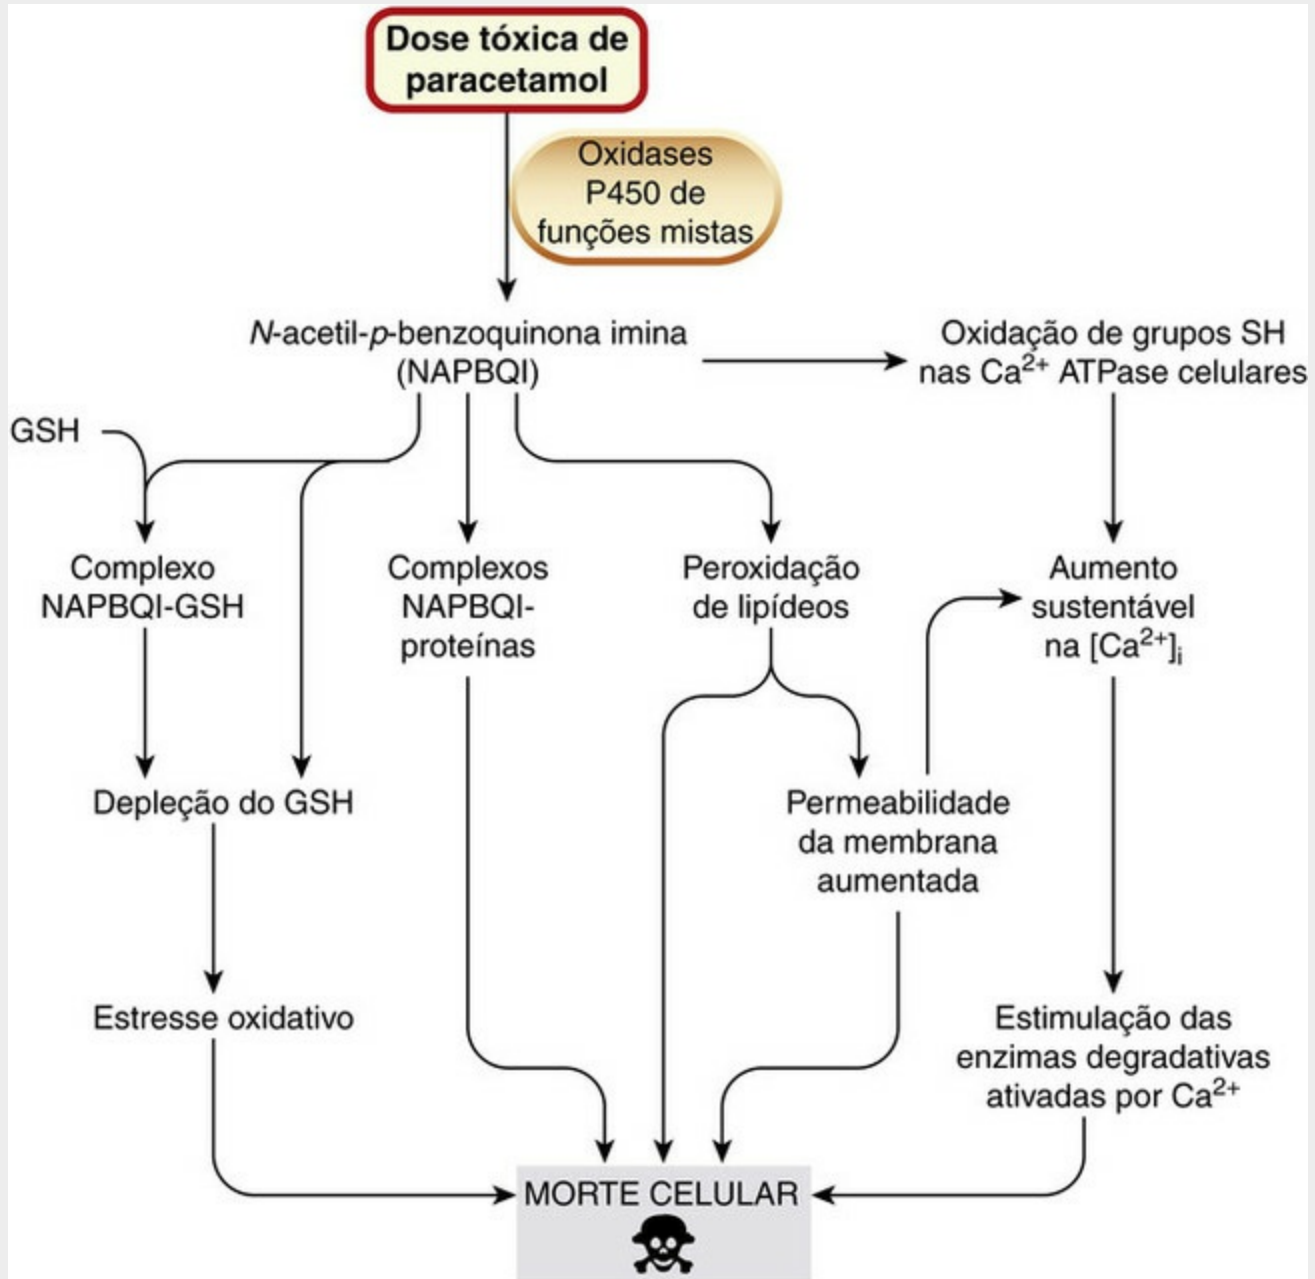 Dose tóxica de
paracetamol
Oxidases
P450 de
funções mistas
N-acetil-p-benzoquinona imina
(NAPBQI)
Oxidação de grupos SH
nas Ca²⁺ ATPase celulares
GSH
Complexo
NAPBQI-GSH
Complexos
NAPBQI-
proteínas
Peroxidação
de lipídeos
Aumento
sustentável
na [Ca²⁺]ᵢ
Depleção do GSH
Permeabilidade
da membrana
aumentada
Estresse oxidativo
Estimulação das
enzimas degradativas
ativadas por Ca²⁺
MORTE CELULAR